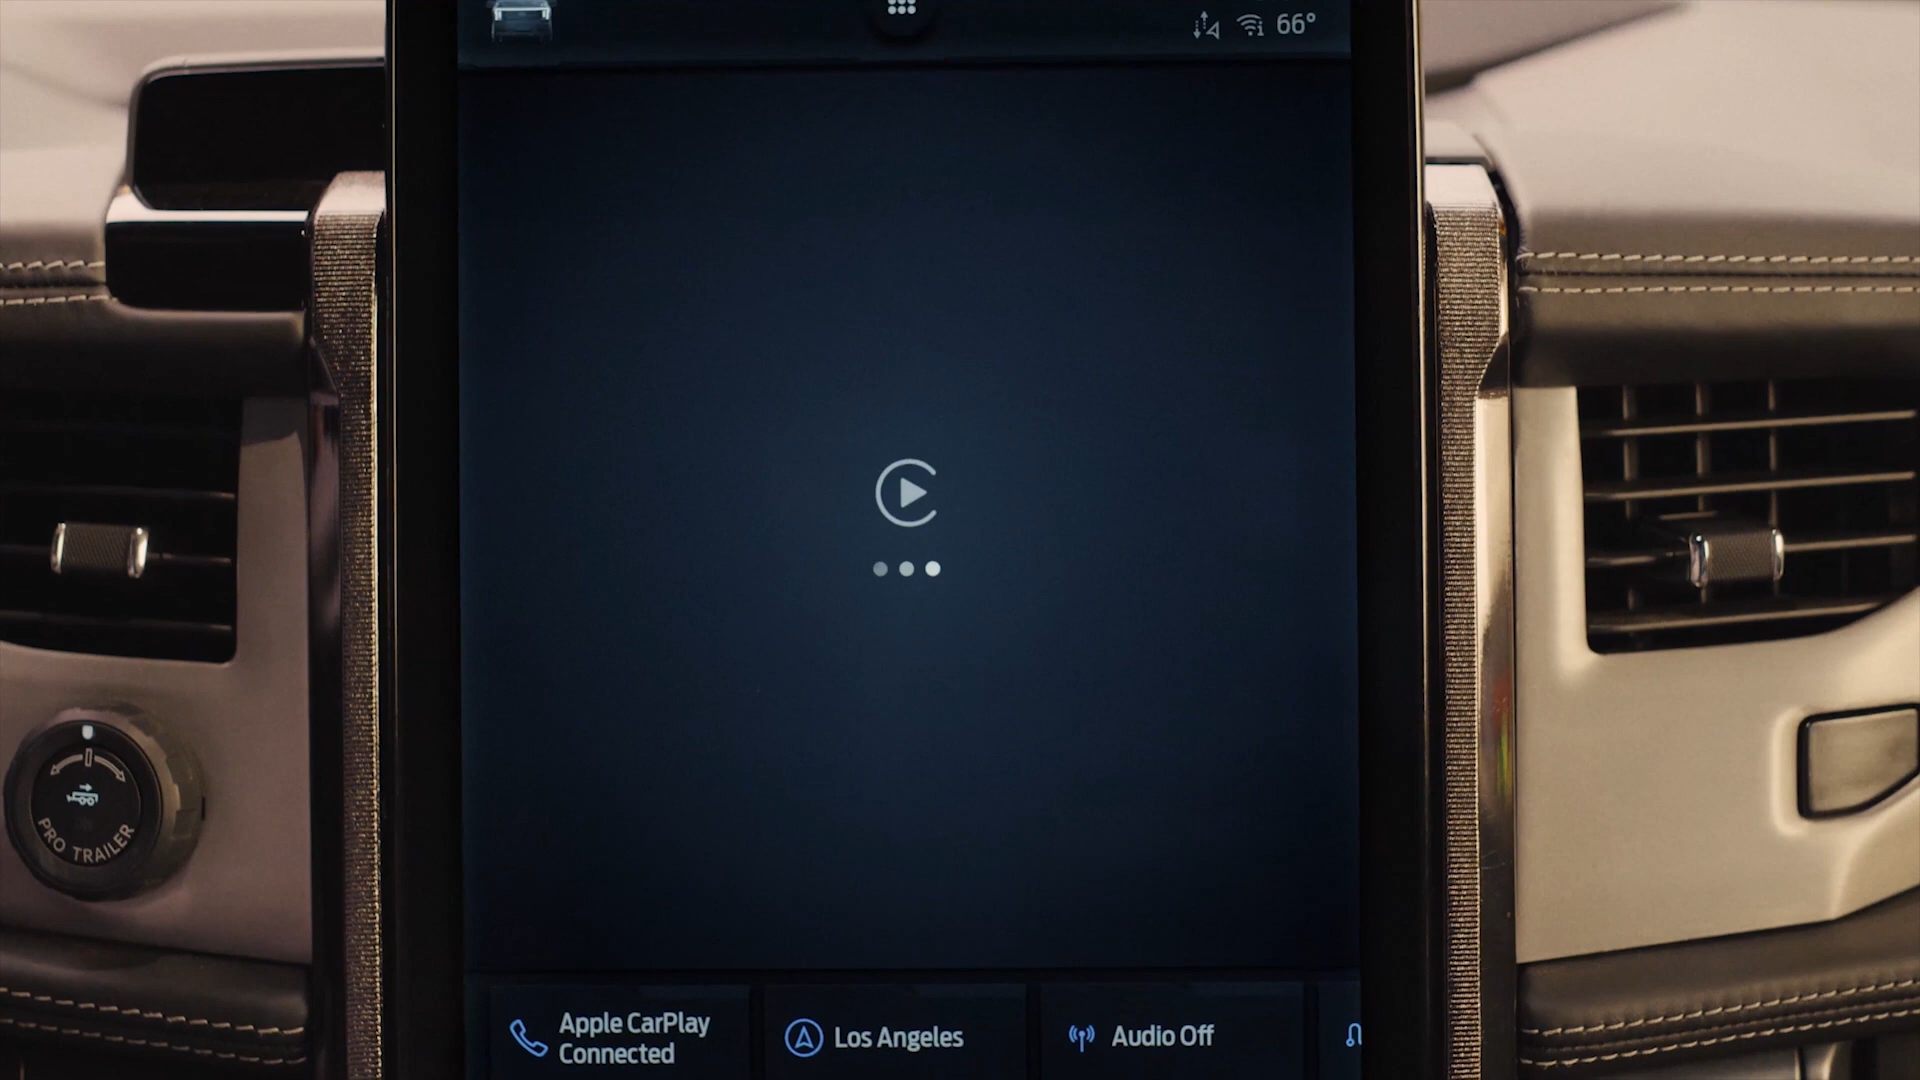 66°
PRO TRAILER
Apple CarPlay
Connected
Los Angeles
Audio Off